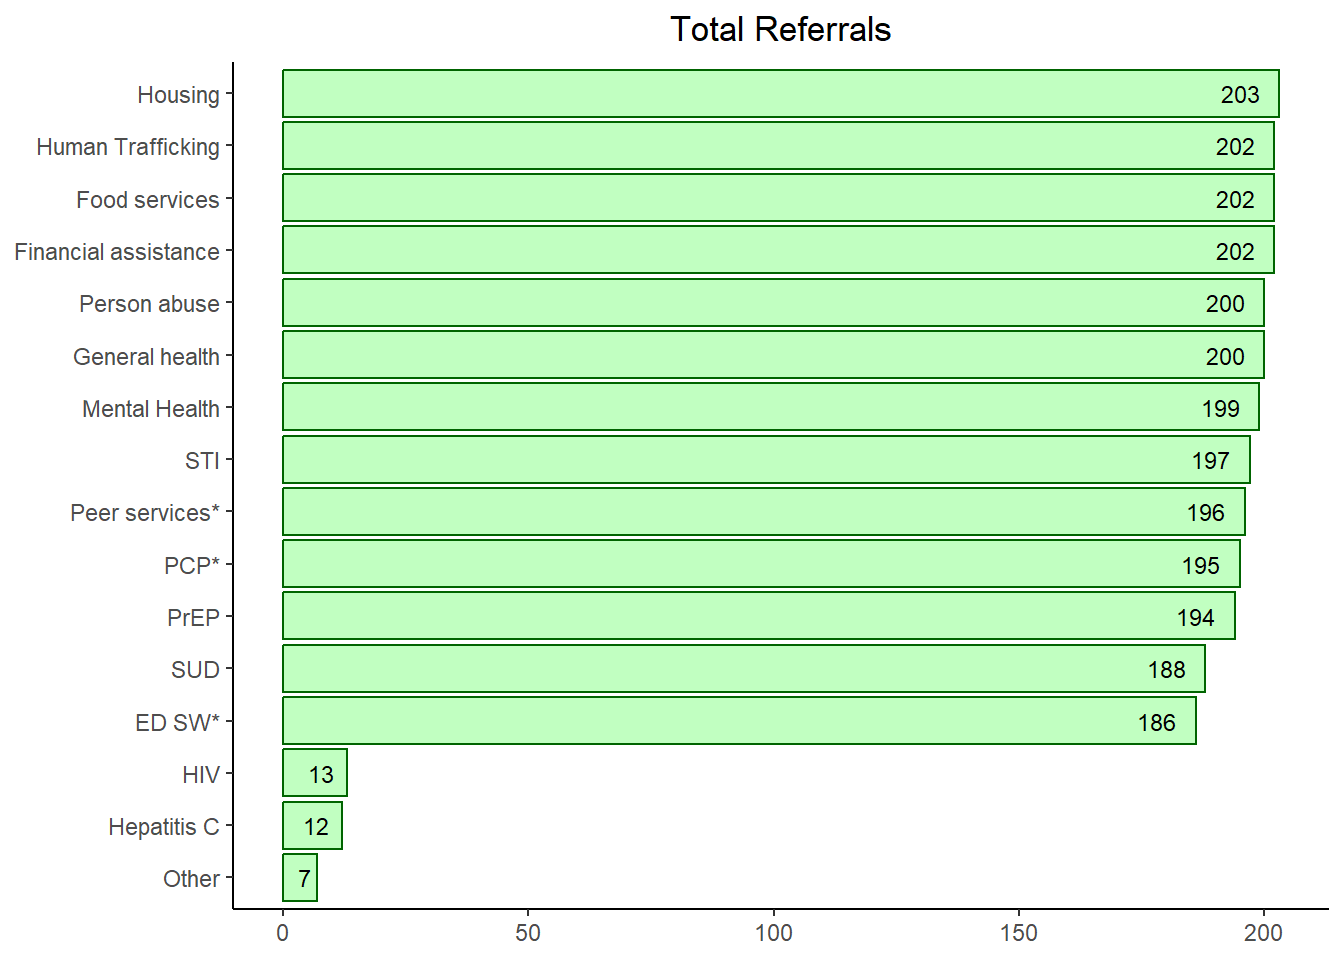 Total Referrals
Housing 203
Human Trafficking 202
Food services 202
Financial assistance 202
Person abuse 200
General health 200
Mental Health 199
STI 197
Peer services* 196
PCP* 195
PrEP 194
SUD 188
ED SW* 186
HIV 13
Hepatitis C 12
Other 7
0 50 100 150 200